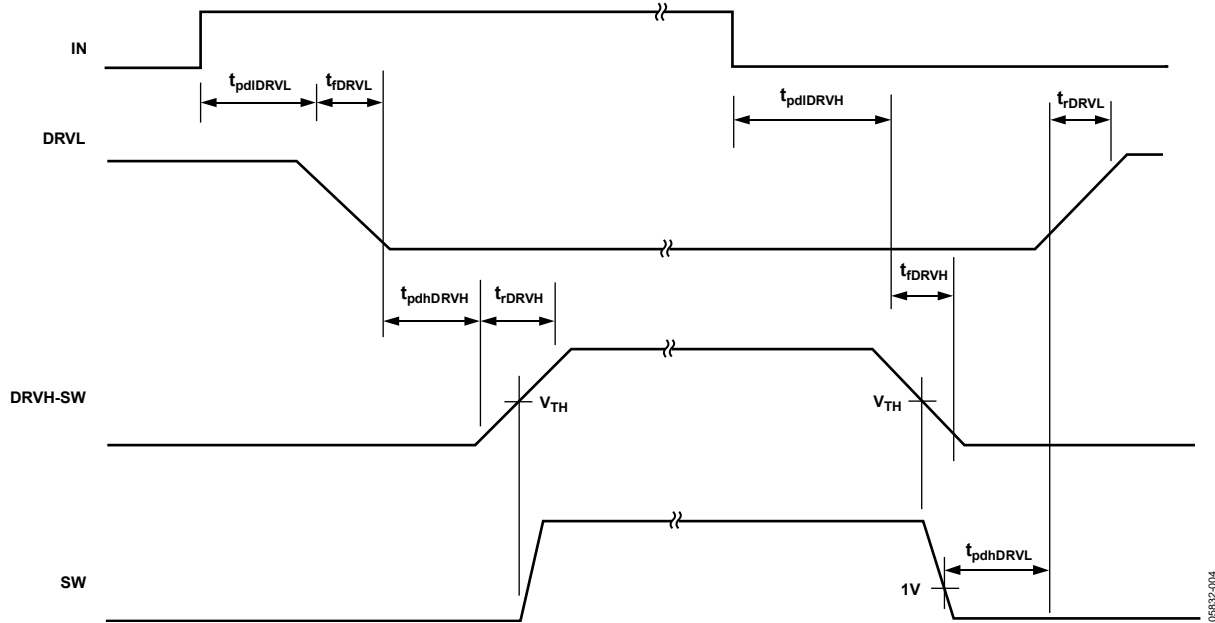 IN
tpdlDRVL
tfDRVL
tpdlDRVH
trDRVL
DRVL
tpdhDRVH
trDRVH
tfDRVH
DRVH-SW
VTH
VTH
SW
1V
tpdhDRVL
05832-004